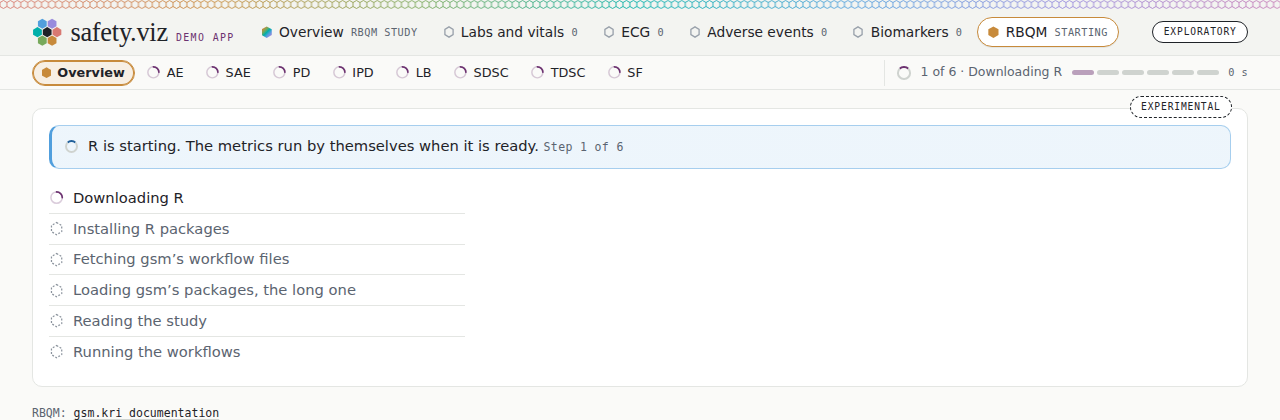 safety.viz DEMO APP Overview RBQM STUDY Labs and vitals 0 ECG 0 Adverse events 0 Biomarkers 0 RBQM STARTING EXPLORATORY
Overview AE SAE PD IPD LB SDSC TDSC SF 1 of 6 · Downloading R 0 s
EXPERIMENTAL
R is starting. The metrics run by themselves when it is ready. Step 1 of 6
Downloading R
Installing R packages
Fetching gsm’s workflow files
Loading gsm’s packages, the long one
Reading the study
Running the workflows
RBQM: gsm.kri documentation